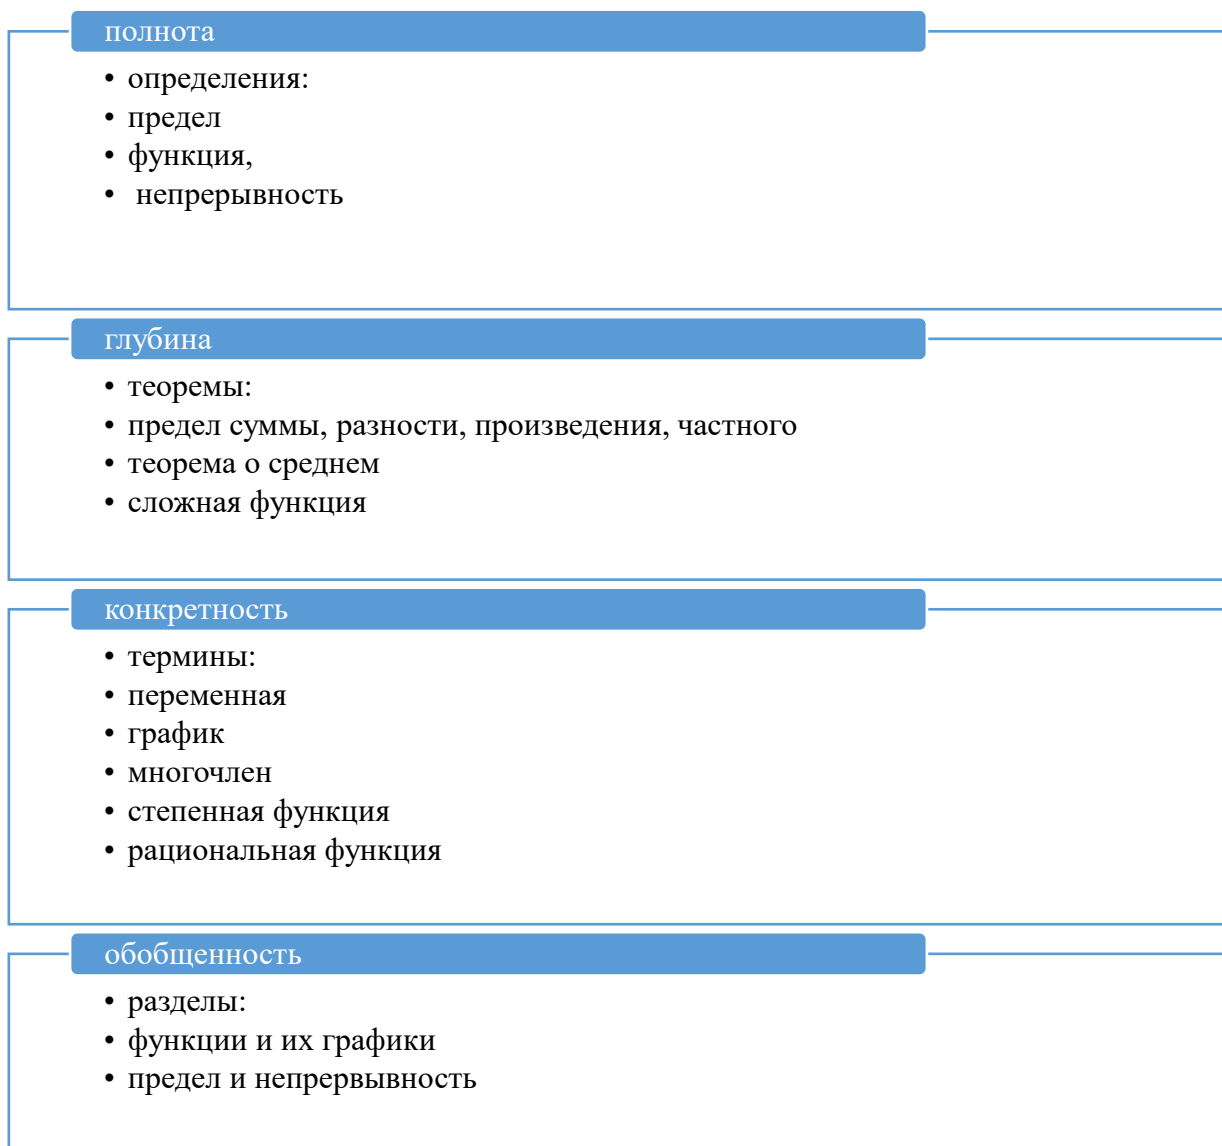 полнота
• определения:
• предел
• функция,
• непрерывность
глубина
• теоремы:
• предел суммы, разности, произведения, частного
• теорема о среднем
• сложная функция
конкретность
• термины:
• переменная
• график
• многочлен
• степенная функция
• рациональная функция
обобщенность
• разделы:
• функции и их графики
• предел и непрервывность